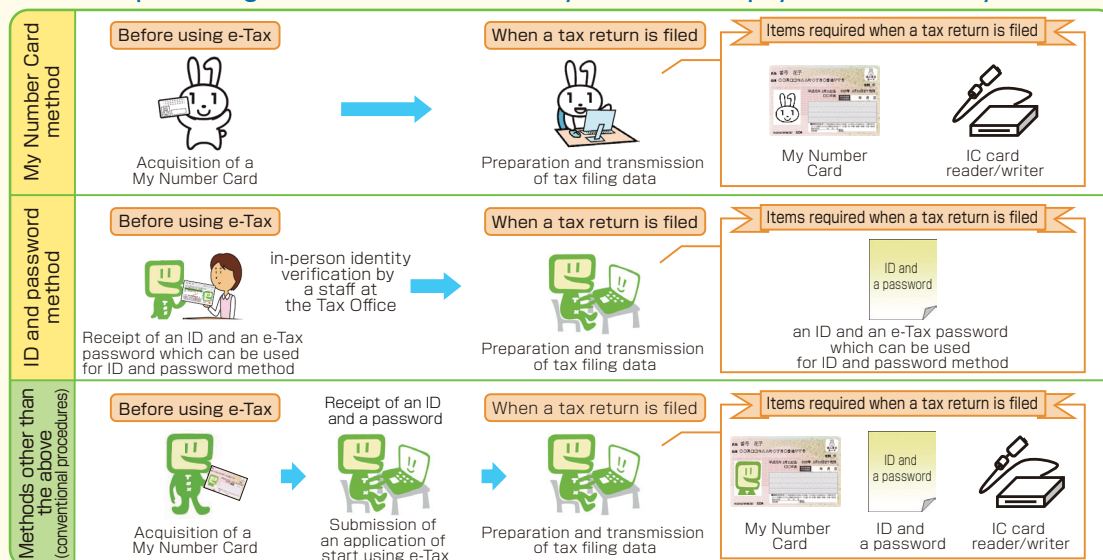 My Number Card
method
Before using e-Tax
Acquisition of a
My Number Card
When a tax return is filed
Preparation and transmission
of tax filing data
Items required when a tax return is filed
My Number
Card
IC card
reader/writer
ID and password
method
Before using e-Tax
in-person identity
verification by
a staff at
the Tax Office
Receipt of an ID and an e-Tax
password which can be used
for ID and password method
When a tax return is filed
Preparation and transmission
of tax filing data
Items required when a tax return is filed
ID and
a password
an ID and an e-Tax password
which can be used
for ID and password method
Methods other than
the above
(conventional procedures)
Before using e-Tax
Acquisition of a
My Number Card
Receipt of an ID
and a password
Submission of
an application of
start using e-Tax
When a tax return is filed
Preparation and transmission
of tax filing data
Items required when a tax return is filed
My Number
Card
ID and
a password
ID and
a password
IC card
reader/writer